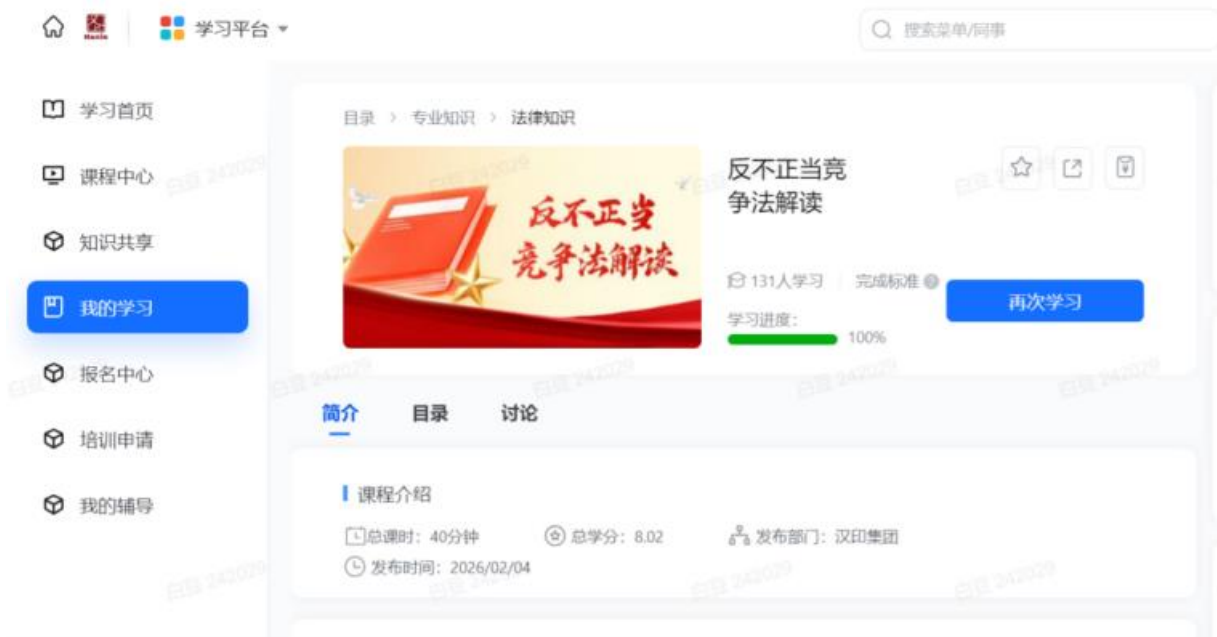 学习平台
搜索菜单/同事
学习首页
课程中心
知识共享
我的学习
报名中心
培训申请
我的辅导
目录 > 专业知识 > 法律知识
反不正当
竞争法解读
反不正当竞
争法解读
131人学习 完成标准
再次学习
学习进度：
100%
简介 目录 讨论
课程介绍
总课时：40分钟 总学分：8.02 发布部门：汉印集团
发布时间：2026/02/04
白豆 242029